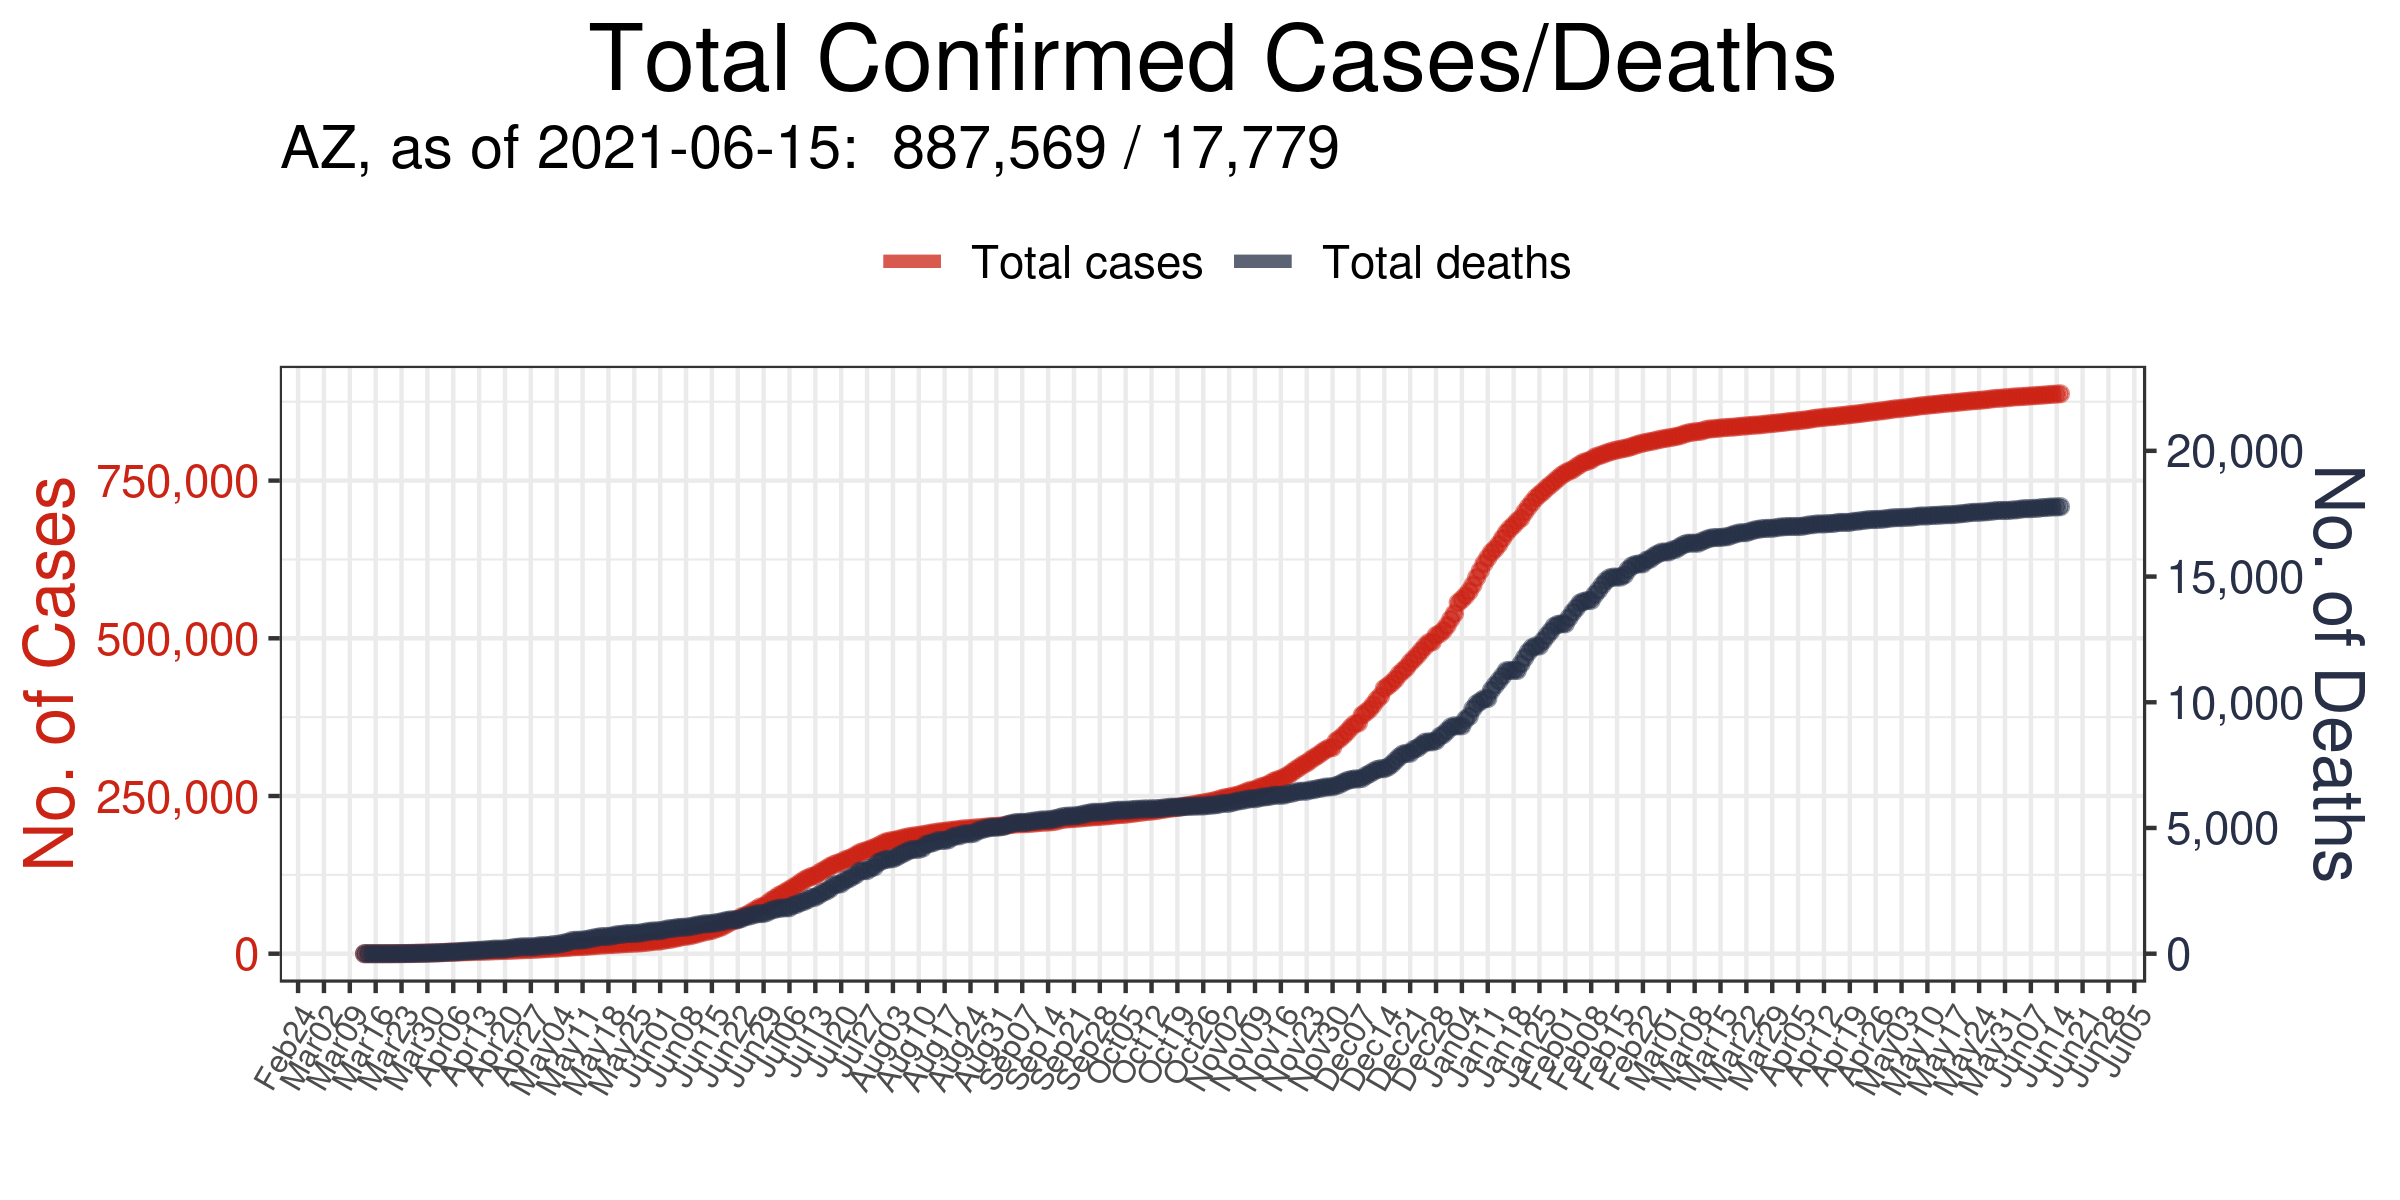 Total Confirmed Cases/Deaths
AZ, as of 2021-06-15:  887,569 / 17,779
Total cases
Total deaths
No. of Cases
750,000
500,000
250,000
0
20,000
15,000
10,000
5,000
0
No. of Deaths
Feb24
Mar02
Mar09
Mar16
Mar23
Mar30
Apr06
Apr13
Apr20
Apr27
May04
May11
May18
May25
Jun01
Jun08
Jun15
Jun22
Jun29
Jul06
Jul13
Jul20
Jul27
Aug03
Aug10
Aug17
Aug24
Aug31
Sep07
Sep14
Sep21
Sep28
Oct05
Oct12
Oct19
Oct26
Nov02
Nov09
Nov16
Nov23
Nov30
Dec07
Dec14
Dec21
Dec28
Jan04
Jan11
Jan18
Jan25
Feb01
Feb08
Feb15
Feb22
Mar01
Mar08
Mar15
Mar22
Mar29
Apr05
Apr12
Apr19
Apr26
May03
May10
May17
May24
May31
Jun07
Jun14
Jun21
Jun28
Jul05